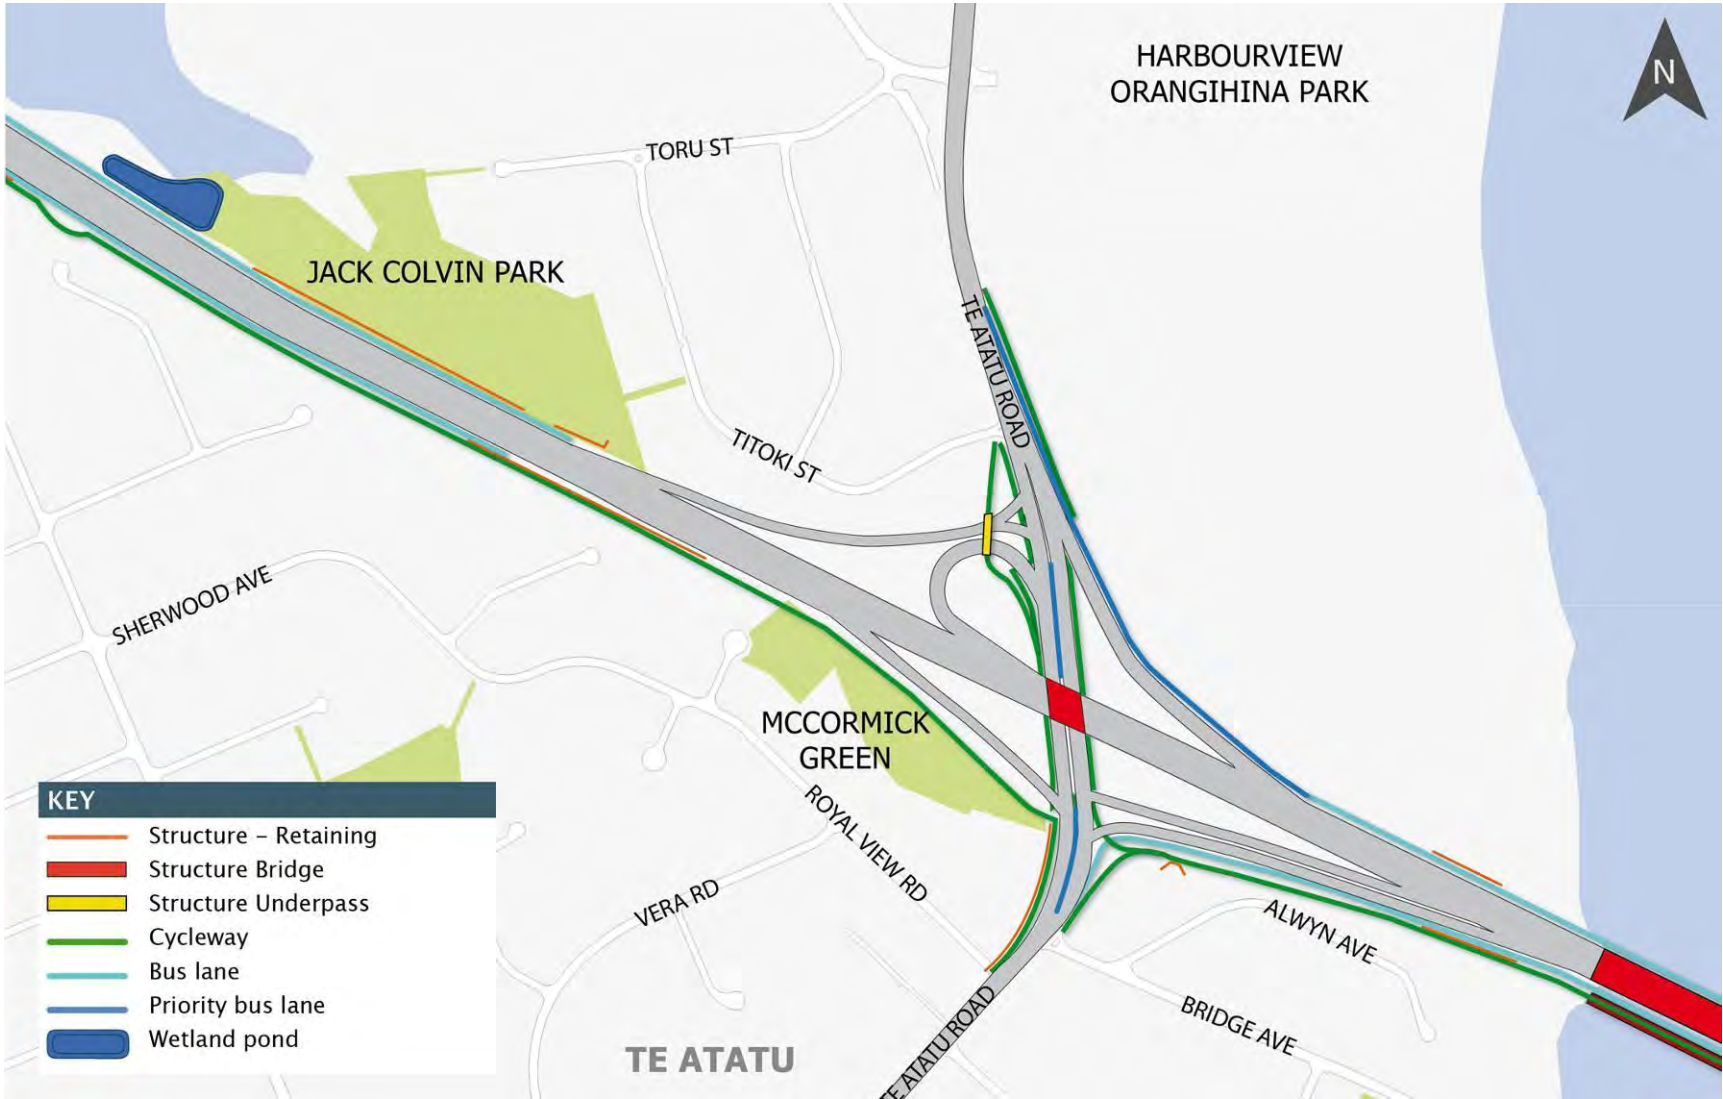 HARBOURVIEW
ORANGIHINA PARK
N
TORU ST
JACK COLVIN PARK
TE ATATU ROAD
TITOKI ST
SHERWOOD AVE
MCCORMICK
GREEN
ROYAL VIEW RD
VERA RD
ALWYN AVE
BRIDGE AVE
TE ATATU ROAD
TE ATATU
KEY
Structure – Retaining
Structure Bridge
Structure Underpass
Cycleway
Bus lane
Priority bus lane
Wetland pond